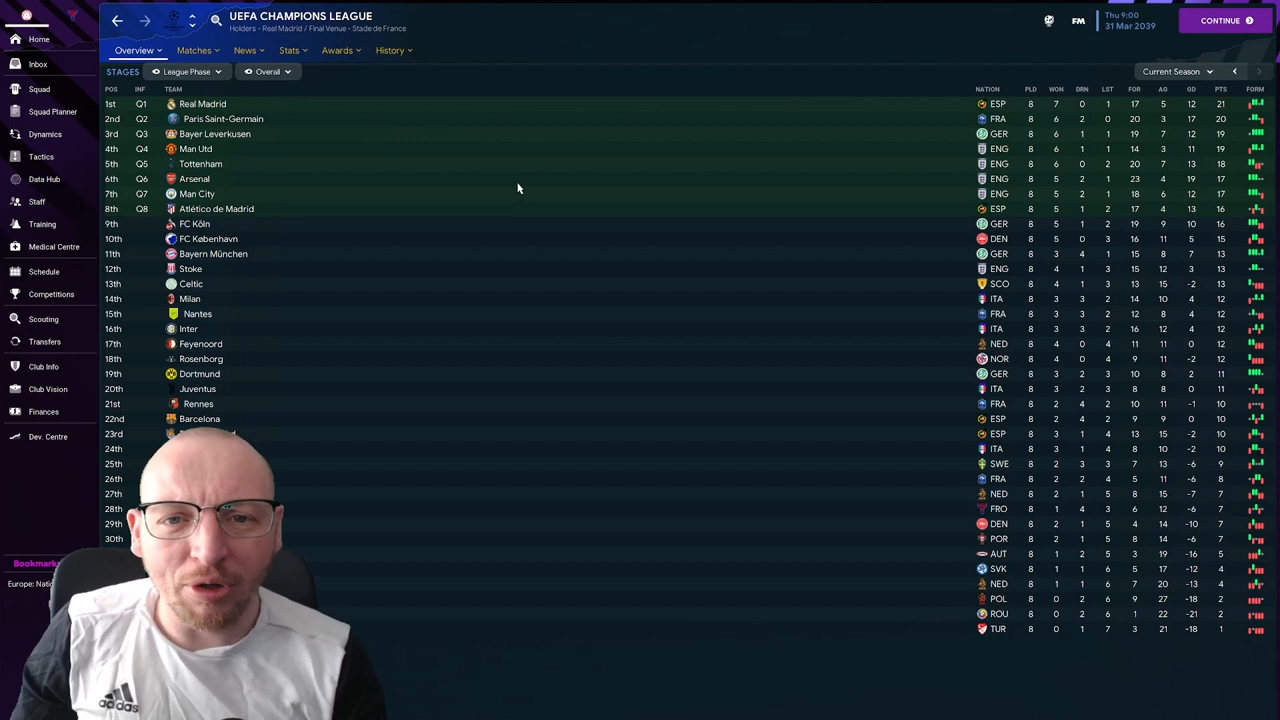 UEFA CHAMPIONS LEAGUE
Holders - Real Madrid / Final Venue - Stade de France
FM
Thu 9:00
31 Mar 2039
CONTINUE
Home
Inbox
Squad
Squad Planner
Dynamics
Tactics
Data Hub
Staff
Training
Medical Centre
Schedule
Competitions
Scouting
Transfers
Club Info
Club Vision
Finances
Dev. Centre
Bookmark
Europe: Natio
Overview Matches News Stats Awards History
STAGES League Phase Overall Current Season
POS INF TEAM NATION PLD WON DRN LST FOR AG GD PTS FORM
1st Q1 Real Madrid ESP 8 7 0 1 17 5 12 21
2nd Q2 Paris Saint-Germain FRA 8 6 2 0 20 3 17 20
3rd Q3 Bayer Leverkusen GER 8 6 1 1 19 7 12 19
4th Q4 Man Utd ENG 8 6 1 1 14 3 11 19
5th Q5 Tottenham ENG 8 6 0 2 20 7 13 18
6th Q6 Arsenal ENG 8 5 2 1 23 4 19 17
7th Q7 Man City ENG 8 5 2 1 18 6 12 17
8th Q8 Atlético de Madrid ESP 8 5 1 2 17 4 13 16
9th FC Köln GER 8 5 1 2 19 9 10 16
10th FC København DEN 8 5 0 3 16 11 5 15
11th Bayern München GER 8 3 4 1 15 8 7 13
12th Stoke ENG 8 4 1 3 15 12 3 13
13th Celtic SCO 8 4 1 3 13 15 -2 13
14th Milan ITA 8 3 3 2 14 10 4 12
15th Nantes FRA 8 3 3 2 12 8 4 12
16th Inter ITA 8 3 3 2 16 12 4 12
17th Feyenoord NED 8 4 0 4 11 11 0 12
18th Rosenborg NOR 8 4 0 4 9 11 -2 12
19th Dortmund GER 8 3 2 3 10 8 2 11
20th Juventus ITA 8 3 2 3 8 8 0 11
21st Rennes FRA 8 2 4 2 10 11 -1 10
22nd Barcelona ESP 8 2 4 2 9 9 0 10
23rd ESP 8 3 1 4 13 15 -2 10
24th ITA 8 3 1 4 8 10 -2 10
25th SWE 8 2 3 3 7 13 -6 9
26th FRA 8 2 2 4 5 11 -6 8
27th NED 8 2 1 5 8 15 -7 7
28th FRO 8 1 4 3 6 12 -6 7
29th DEN 8 2 1 5 4 14 -10 7
30th POR 8 2 1 5 8 14 -6 7
AUT 8 1 2 5 3 19 -16 5
SVK 8 1 1 6 5 17 -12 4
NED 8 1 1 6 7 20 -13 4
POL 8 0 2 6 9 27 -18 2
ROU 8 0 2 6 1 22 -21 2
TUR 8 0 1 7 3 21 -18 1
adidas